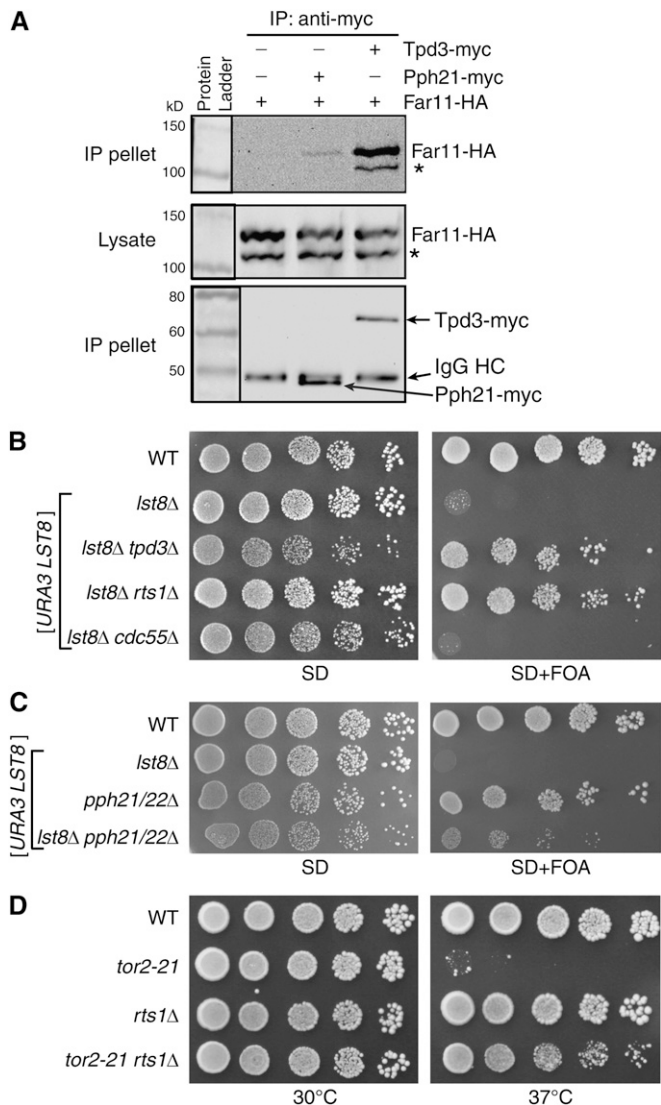 A
IP: anti-myc
− − + Tpd3-myc
− + − Pph21-myc
+ + + Far11-HA
Protein
Ladder
kD
150
100
IP pellet
Far11-HA
*
150
100
Lysate
Far11-HA
*
80
60
50
IP pellet
Tpd3-myc
IgG HC
Pph21-myc
B
WT
lst8Δ
lst8Δ tpd3Δ
lst8Δ rts1Δ
lst8Δ cdc55Δ
[URA3 LST8]
SD
SD+FOA
C
WT
lst8Δ
pph21/22Δ
lst8Δ pph21/22Δ
[URA3 LST8]
SD
SD+FOA
D
WT
tor2-21
rts1Δ
tor2-21 rts1Δ
30°C
37°C